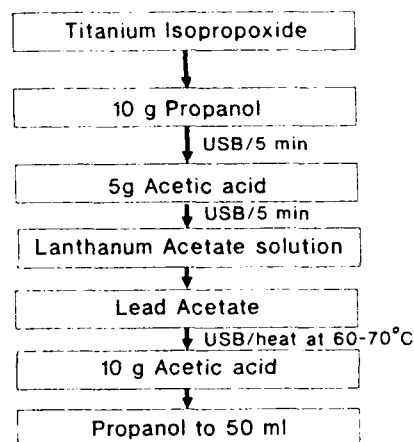 Titanium Isopropoxide
10 g Propanol
USB/5 min
5g Acetic acid
USB/5 min
Lanthanum Acetate solution
Lead Acetate
USB/heat at 60-70°C
10 g Acetic acid
Propanol to 50 ml